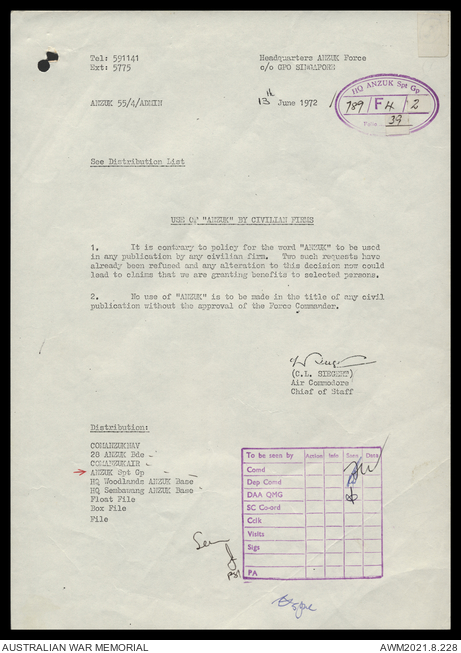 Tel: 591141
Ext: 5775
Headquarters ANZUK Force
c/o GPO SINGAPORE
ANZUK 55/4/ADMIN
13th June 1972
HQ ANZUK Spt Gp
789/F4/2
39
See Distribution List
USE OF "ANZUK" BY CIVILIAN FIRMS
1. It is contrary to policy for the word "ANZUK" to be used
in any publication by any civilian firm. Two such requests have
already been refused and any alteration to this decision now could
lead to claims that we are granting benefits to selected persons.
2. No use of "ANZUK" is to be made in the title of any civil
publication without the approval of the Force Commander.
(C.L. SIEGERT)
Air Commodore
Chief of Staff
Distribution:
COMANZUKNAV
28 ANZUK Bde
COMANZUKAIR
ANZUK Spt Gp
HQ Woodlands ANZUK Base
HQ Sembawang ANZUK Base
Float File
Box File
File
To be seen by Action Info Seen Date
Comd
Dep Comd
DAA QMG
SC Co-ord
Cclk
Visits
Sigs
PA
AUSTRALIAN WAR MEMORIAL
AWM2021.8.228